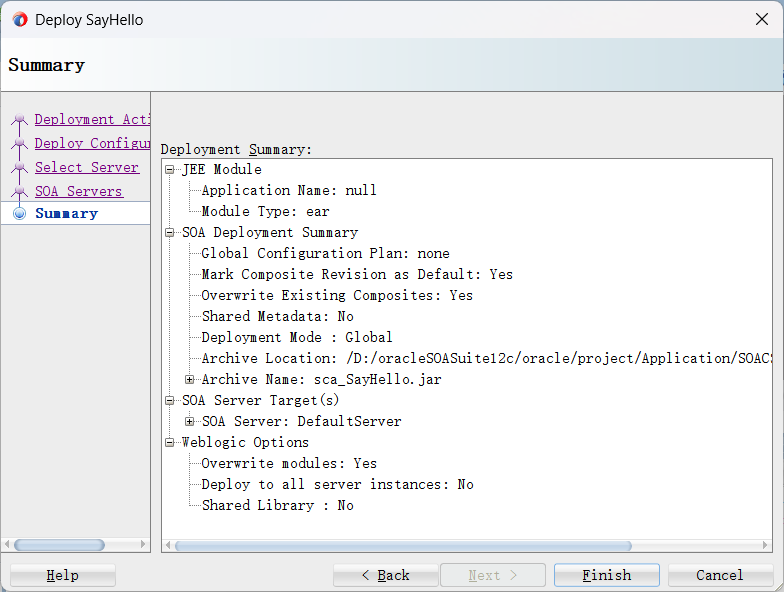 Deploy SayHello
Summary
Deployment Acti
Deploy Configu
Select Server
SOA Servers
Summary
Deployment Summary:
JEE Module
Application Name: null
Module Type: ear
SOA Deployment Summary
Global Configuration Plan: none
Mark Composite Revision as Default: Yes
Overwrite Existing Composites: Yes
Shared Metadata: No
Deployment Mode : Global
Archive Location: /D:/oracleSOASuite12c/oracle/project/Application/SOACS
Archive Name: sca_SayHello.jar
SOA Server Target(s)
SOA Server: DefaultServer
Weblogic Options
Overwrite modules: Yes
Deploy to all server instances: No
Shared Library : No
Help
< Back
Next >
Finish
Cancel